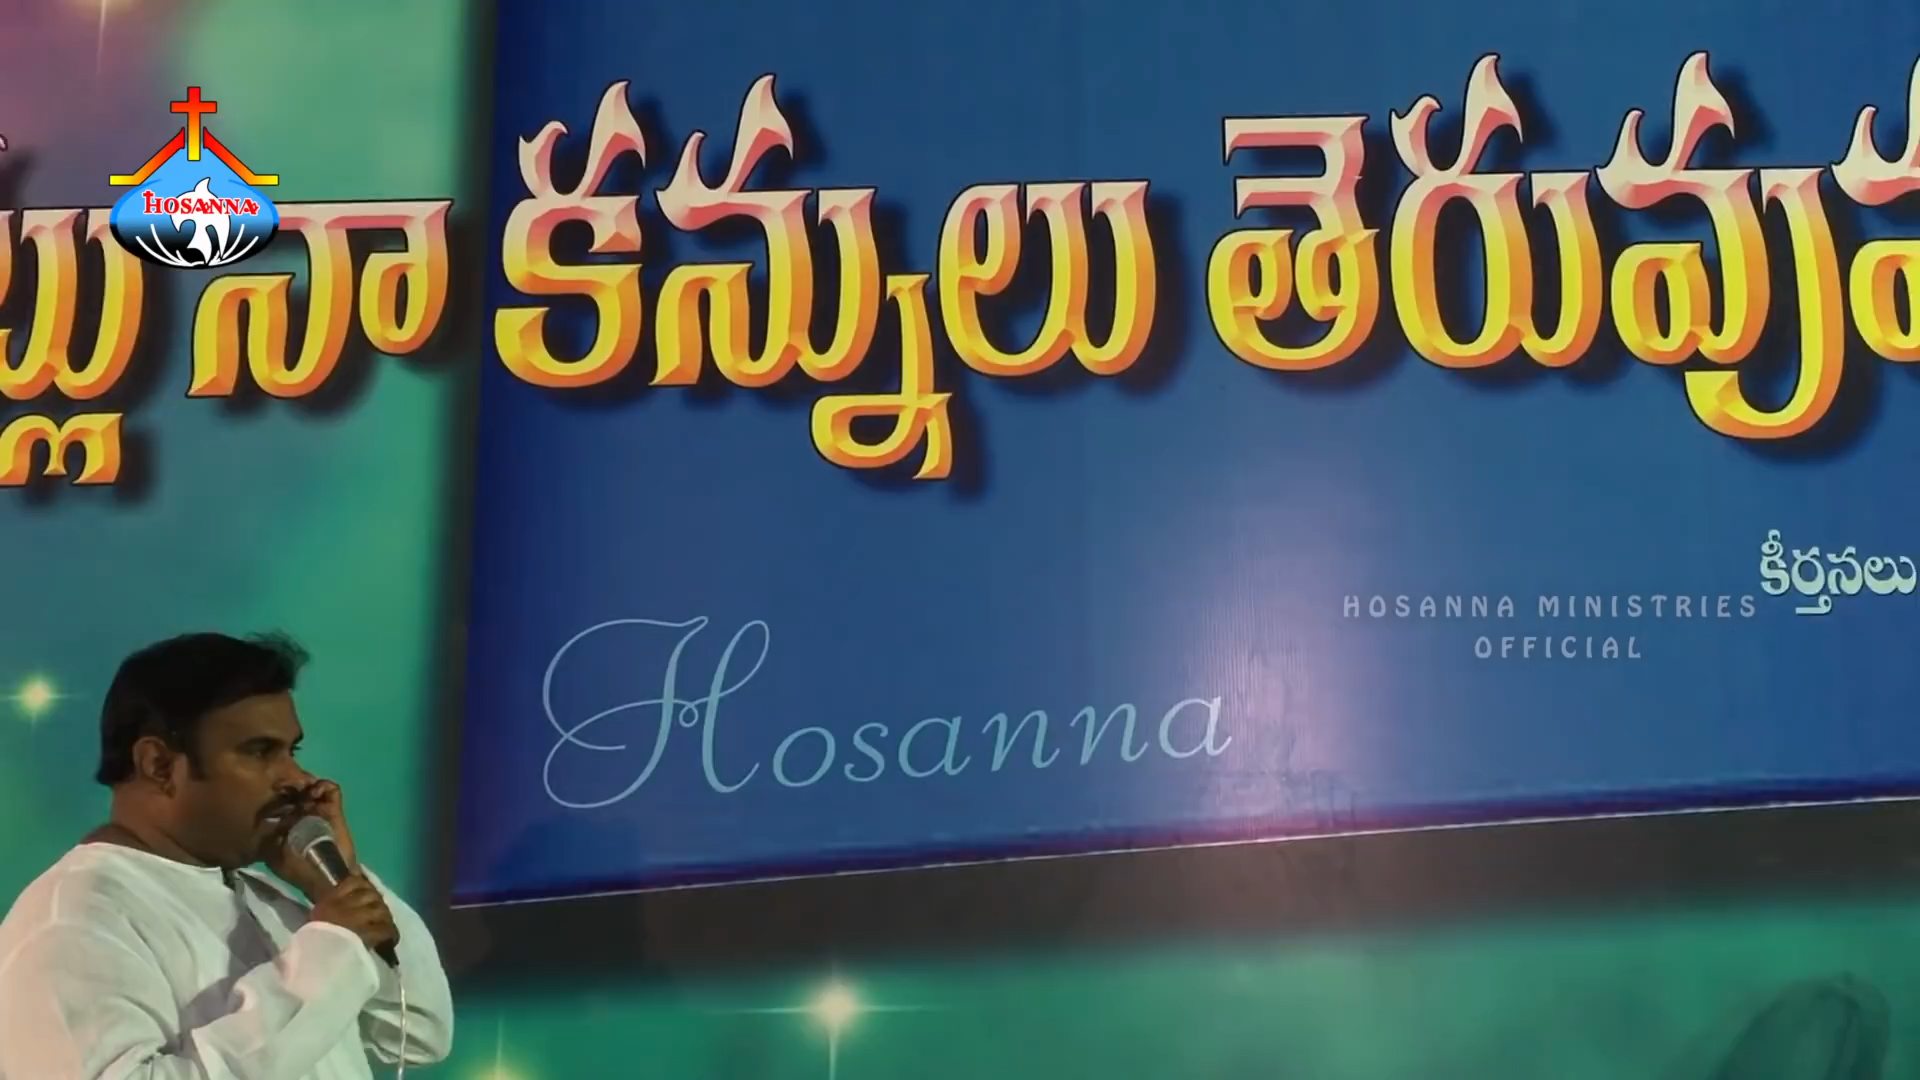 HOSANNA
నా కన్నులు తెరువుమ
కీర్తనలు
HOSANNA MINISTRIES
OFFICIAL
Hosanna